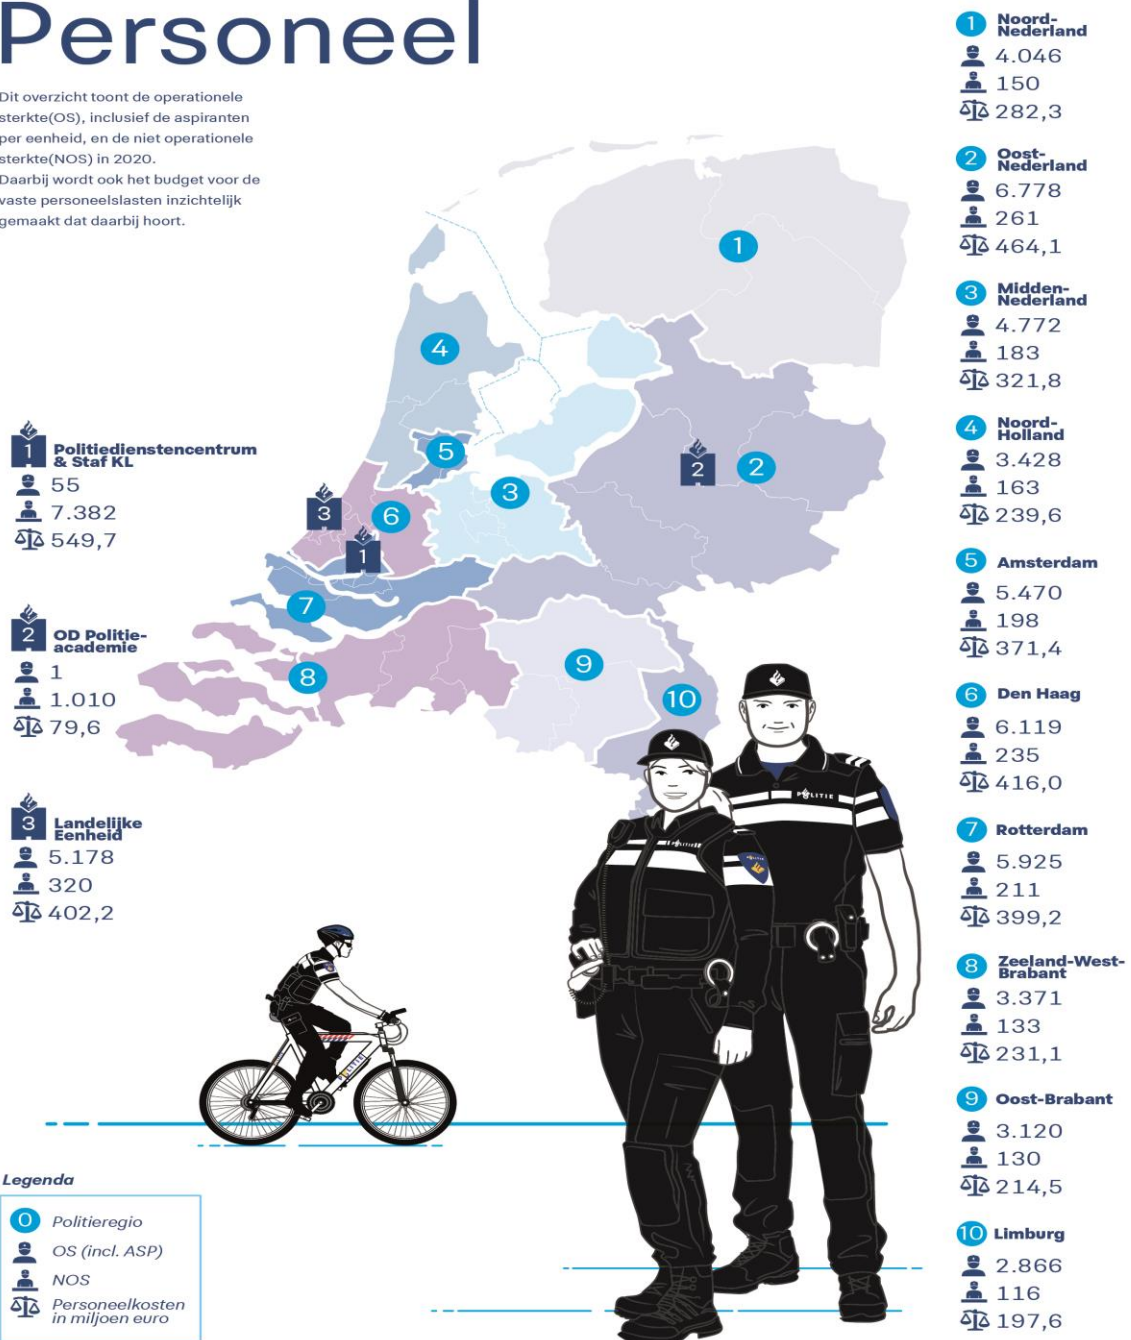 Personeel
Dit overzicht toont de operationele
sterkte(OS), inclusief de aspiranten
per eenheid, en de niet operationele
sterkte(NOS) in 2020.
Daarbij wordt ook het budget voor de
vaste personeelslasten inzichtelijk
gemaakt dat daarbij hoort.
1
Politiedienstencentrum
& Staf KL
55
7.382
549,7
2
OD Politie-
academie
1
1.010
79,6
3
Landelijke
Eenheid
5.178
320
402,2
1
4
5
2
2
3
3
6
1
7
8
9
10
POLITIE
POLITIE
POLITIE
Legenda
0 Politieregio
OS (incl. ASP)
NOS
Personeelkosten
in miljoen euro
1 Noord-
Nederland
4.046
150
282,3
2 Oost-
Nederland
6.778
261
464,1
3 Midden-
Nederland
4.772
183
321,8
4 Noord-
Holland
3.428
163
239,6
5 Amsterdam
5.470
198
371,4
6 Den Haag
6.119
235
416,0
7 Rotterdam
5.925
211
399,2
8 Zeeland-West-
Brabant
3.371
133
231,1
9 Oost-Brabant
3.120
130
214,5
10 Limburg
2.866
116
197,6